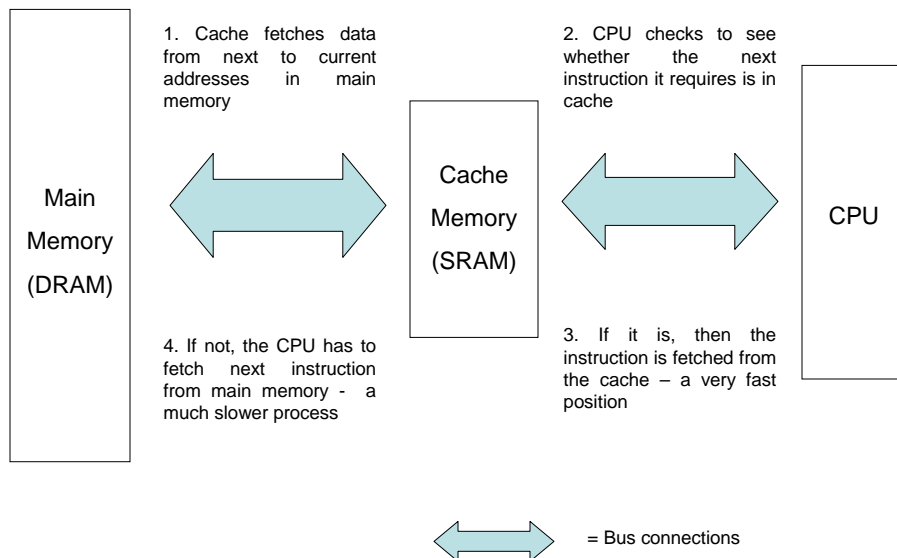 1. Cache fetches data
from next to current
addresses in main
memory
2. CPU checks to see
whether the next
instruction it requires is in
cache
Main
Memory
(DRAM)
Cache
Memory
(SRAM)
CPU
4. If not, the CPU has to
fetch next instruction
from main memory - a
much slower process
3. If it is, then the
instruction is fetched from
the cache – a very fast
position
= Bus connections